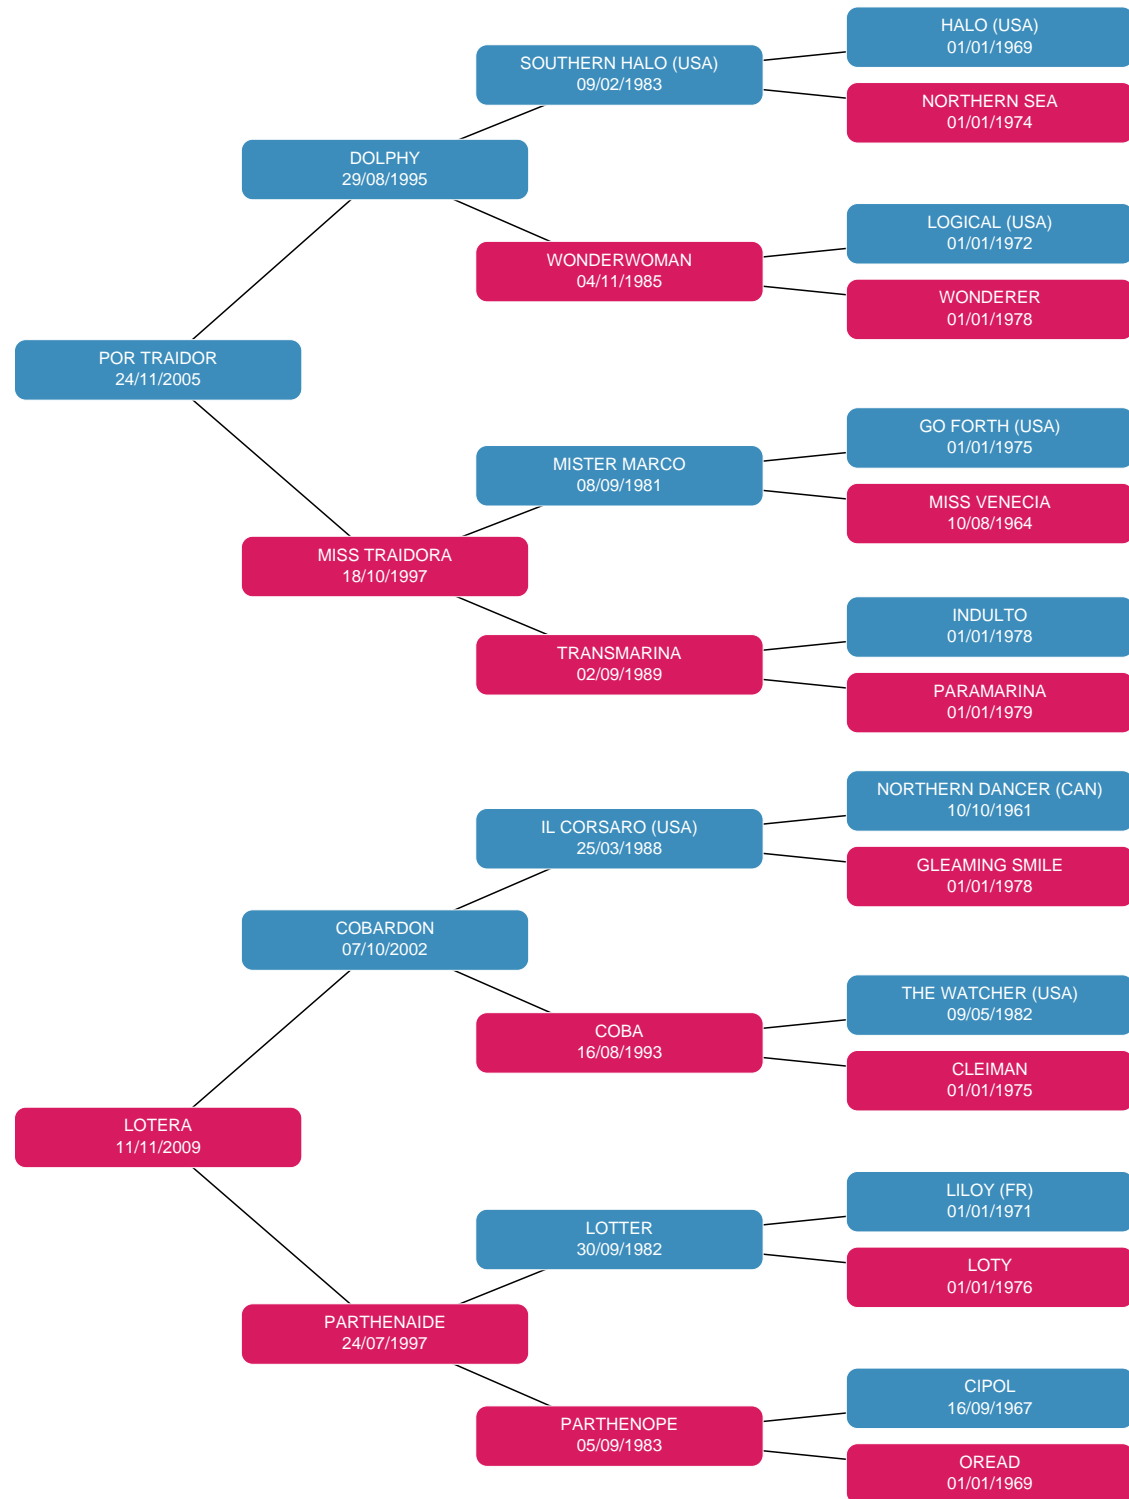 HALO (USA)
01/01/1969
SOUTHERN HALO (USA)
09/02/1983
NORTHERN SEA
01/01/1974
DOLPHY
29/08/1995
LOGICAL (USA)
01/01/1972
WONDERWOMAN
04/11/1985
WONDERER
01/01/1978
POR TRAIDOR
24/11/2005
GO FORTH (USA)
01/01/1975
MISTER MARCO
08/09/1981
MISS VENECIA
10/08/1964
MISS TRAIDORA
18/10/1997
INDULTO
01/01/1978
TRANSMARINA
02/09/1989
PARAMARINA
01/01/1979
NORTHERN DANCER (CAN)
10/10/1961
IL CORSARO (USA)
25/03/1988
GLEAMING SMILE
01/01/1978
COBARDON
07/10/2002
THE WATCHER (USA)
09/05/1982
COBA
16/08/1993
CLEIMAN
01/01/1975
LOTERA
11/11/2009
LILOY (FR)
01/01/1971
LOTTER
30/09/1982
LOTY
01/01/1976
PARTHENAIDE
24/07/1997
CIPOL
16/09/1967
PARTHENOPE
05/09/1983
OREAD
01/01/1969